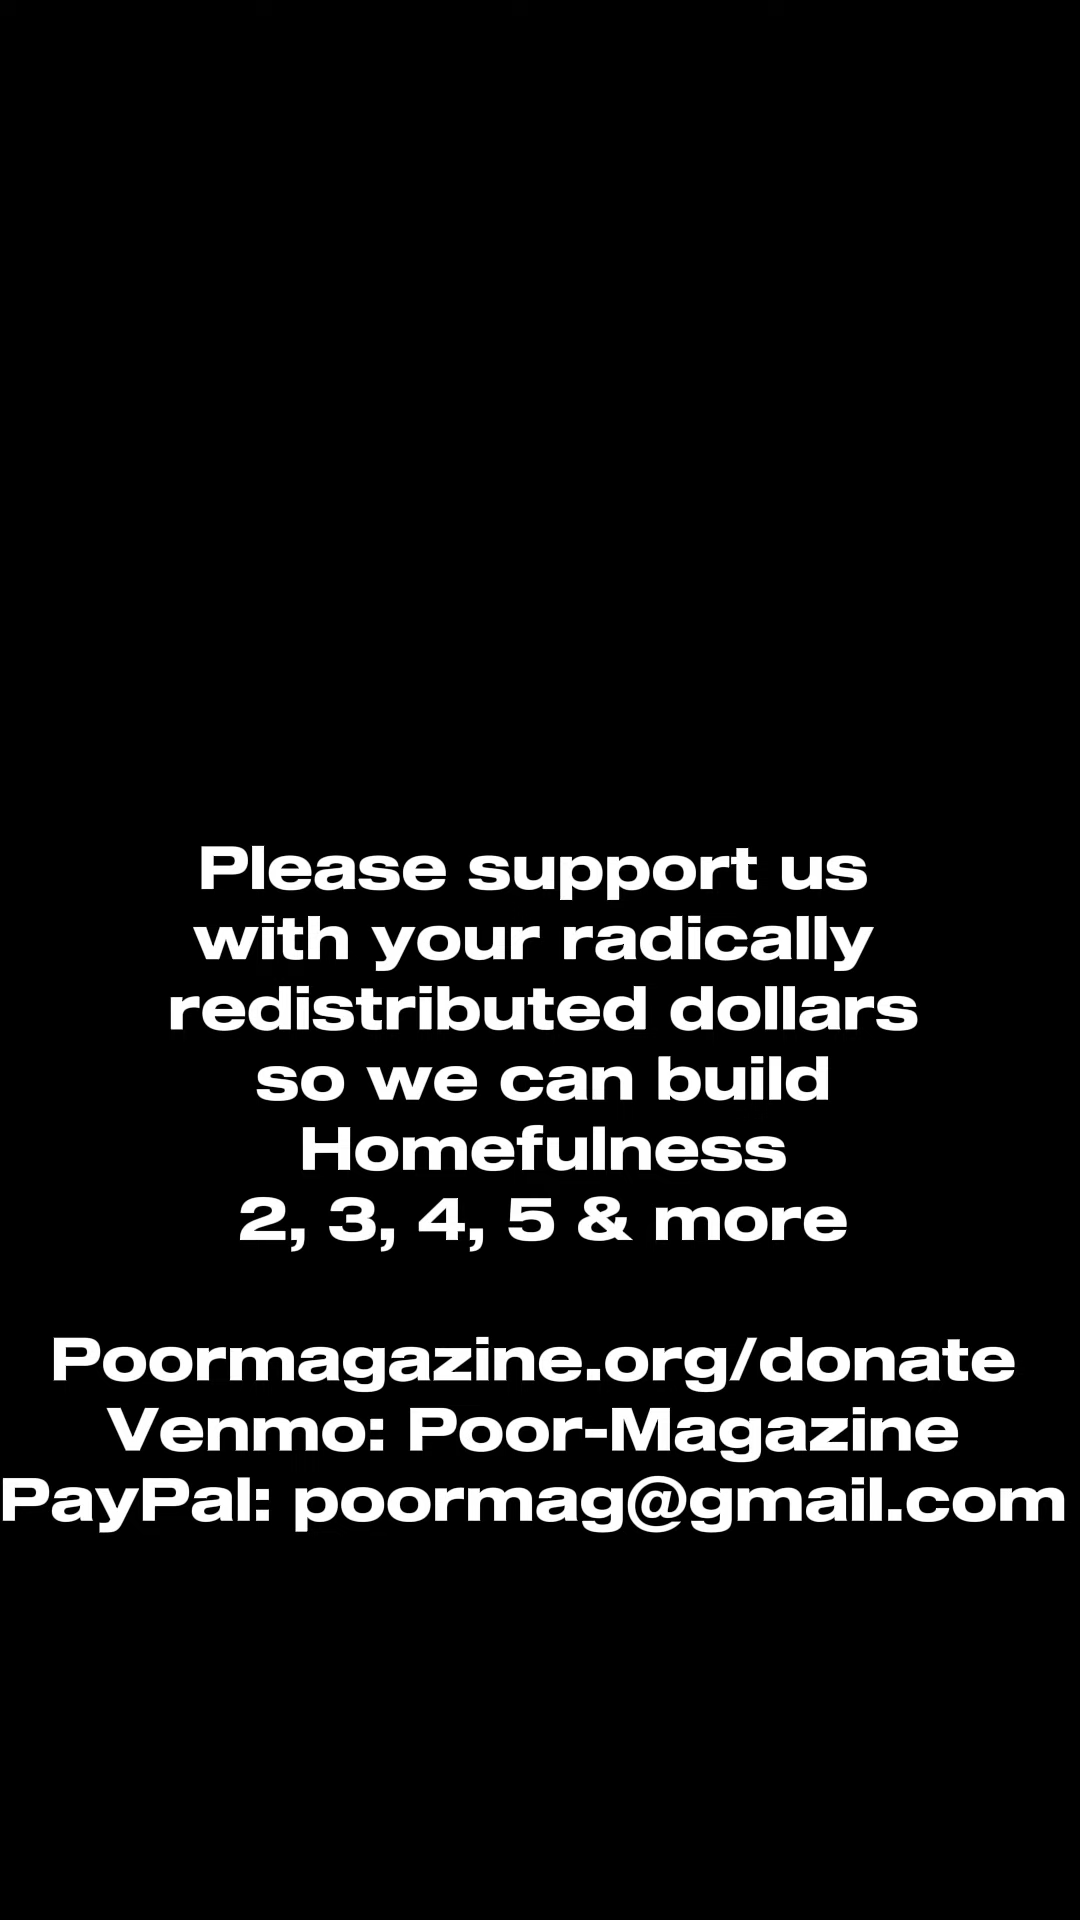 Please support us
with your radically
redistributed dollars
so we can build
Homefulness
2, 3, 4, 5 & more
Poormagazine.org/donate
Venmo: Poor-Magazine
PayPal: poormag@gmail.com